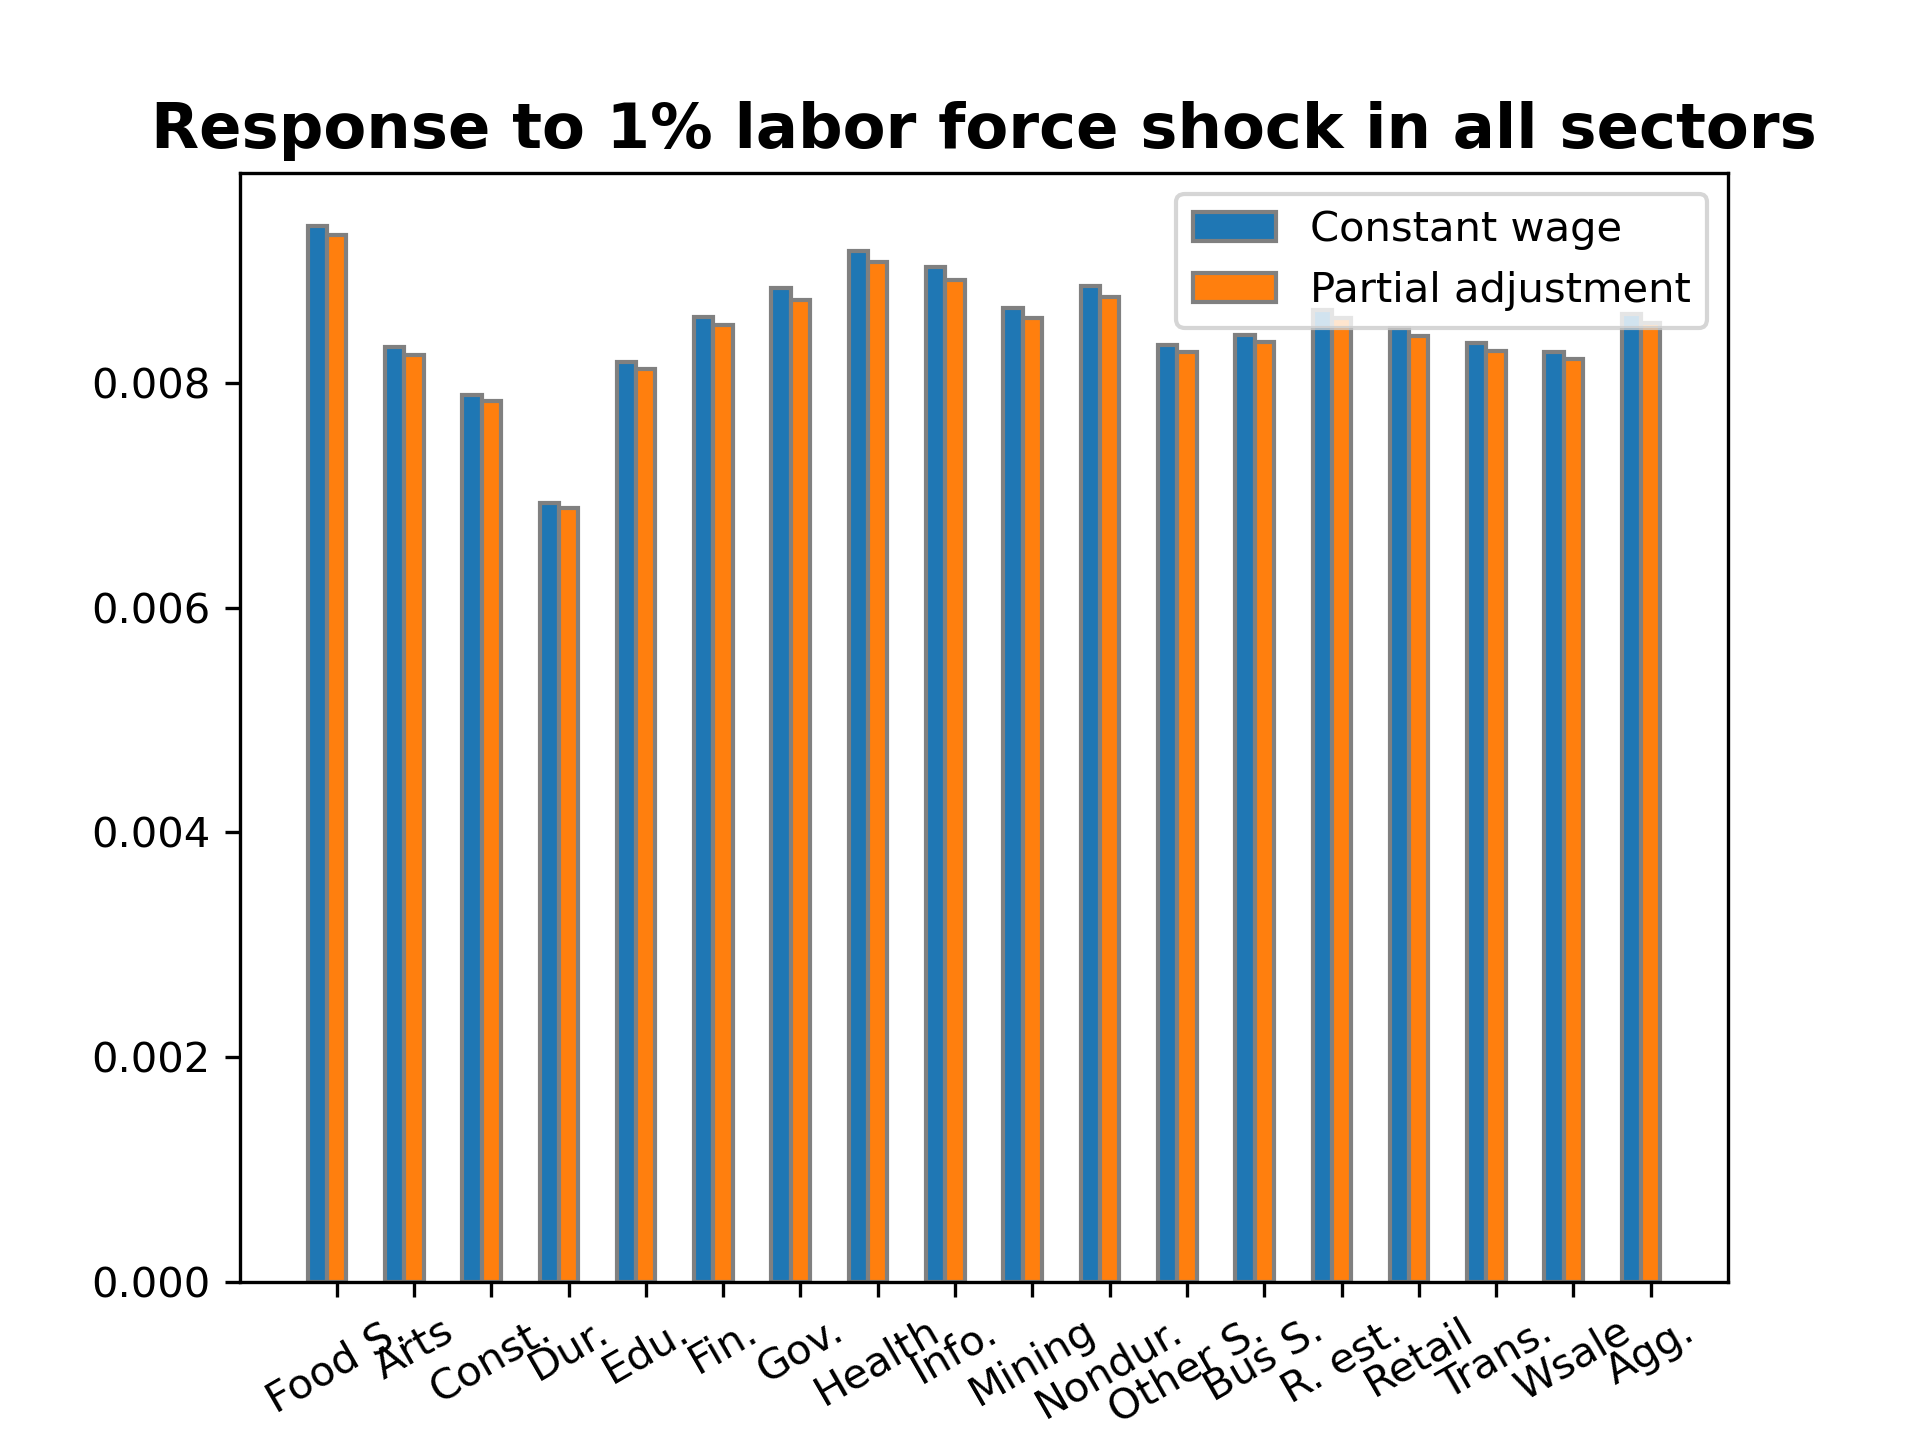 Response to 1% labor force shock in all sectors
Constant wage
Partial adjustment
0.008
0.006
0.004
0.002
0.000
Food S.
Arts
Const.
Dur.
Edu.
Fin.
Gov.
Health
Info.
Mining
Nondur.
Other S.
Bus S.
R. est.
Retail
Trans.
Wsale
Agg.